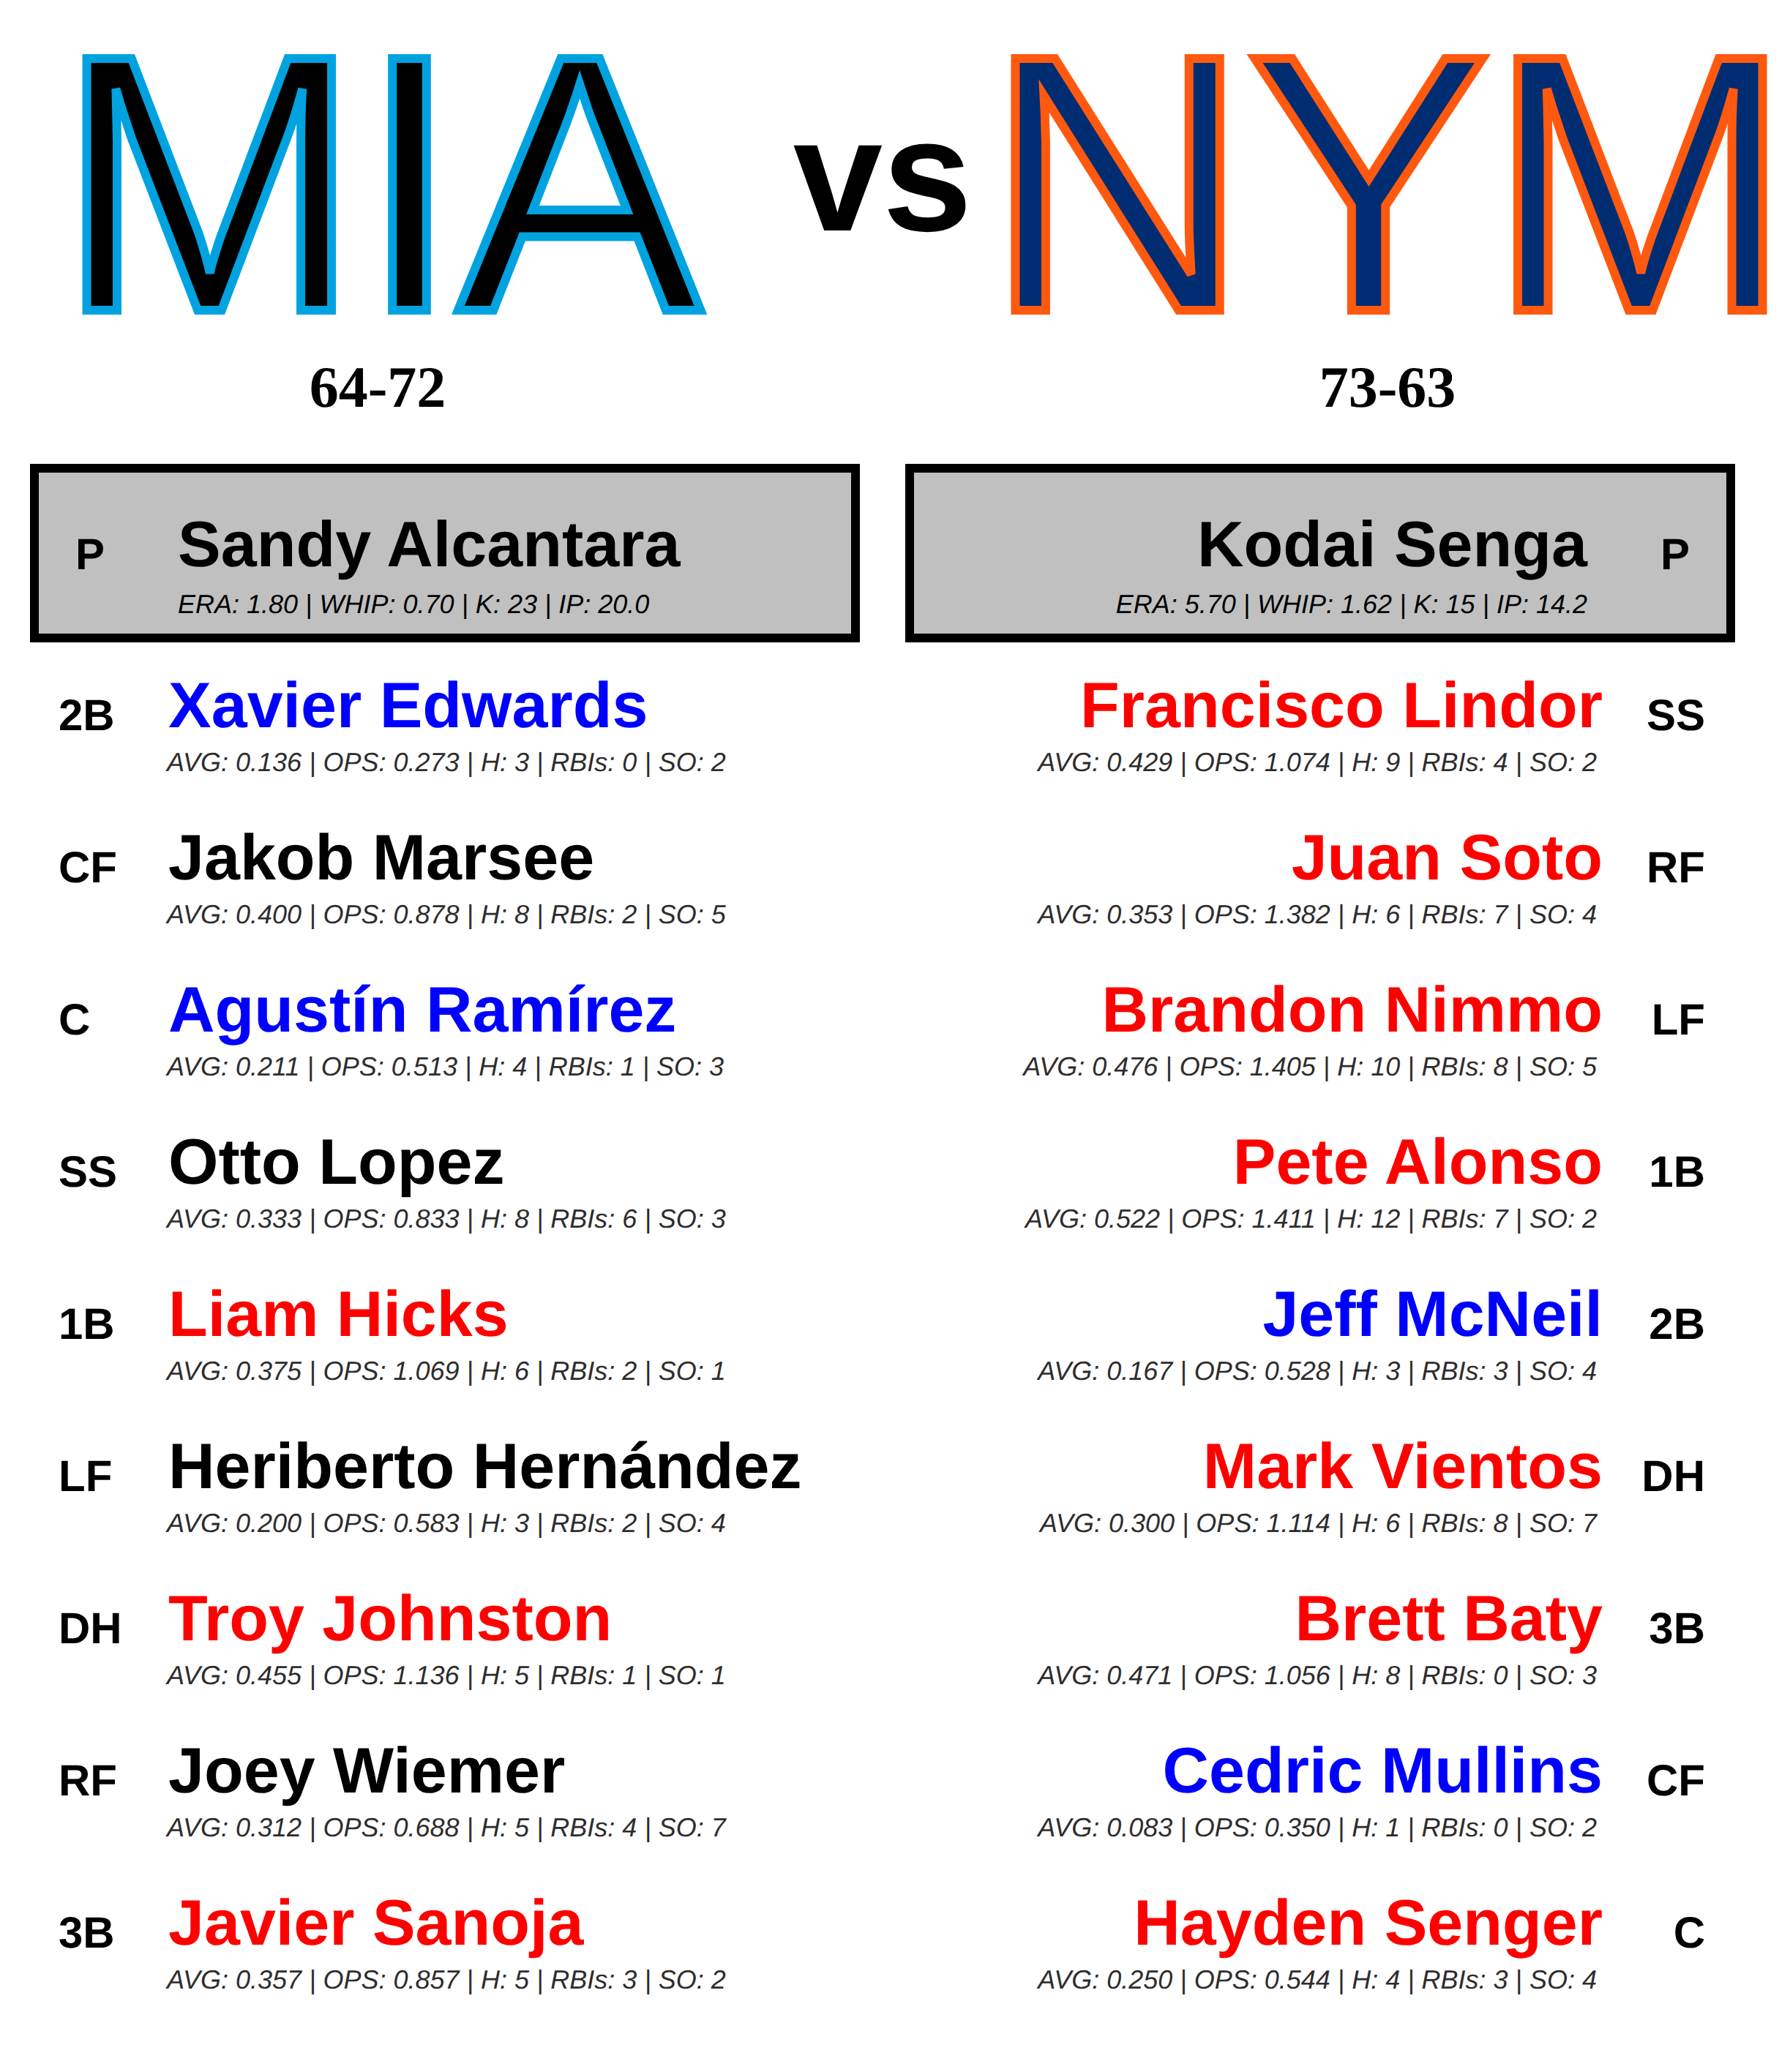 MIA vs NYM
64-72 73-63
P Sandy Alcantara Kodai Senga P
ERA: 1.80 | WHIP: 0.70 | K: 23 | IP: 20.0 ERA: 5.70 | WHIP: 1.62 | K: 15 | IP: 14.2
2B Xavier Edwards Francisco Lindor SS
AVG: 0.136 | OPS: 0.273 | H: 3 | RBIs: 0 | SO: 2 AVG: 0.429 | OPS: 1.074 | H: 9 | RBIs: 4 | SO: 2
CF Jakob Marsee Juan Soto RF
AVG: 0.400 | OPS: 0.878 | H: 8 | RBIs: 2 | SO: 5 AVG: 0.353 | OPS: 1.382 | H: 6 | RBIs: 7 | SO: 4
C Agustín Ramírez Brandon Nimmo LF
AVG: 0.211 | OPS: 0.513 | H: 4 | RBIs: 1 | SO: 3 AVG: 0.476 | OPS: 1.405 | H: 10 | RBIs: 8 | SO: 5
SS Otto Lopez Pete Alonso 1B
AVG: 0.333 | OPS: 0.833 | H: 8 | RBIs: 6 | SO: 3 AVG: 0.522 | OPS: 1.411 | H: 12 | RBIs: 7 | SO: 2
1B Liam Hicks Jeff McNeil 2B
AVG: 0.375 | OPS: 1.069 | H: 6 | RBIs: 2 | SO: 1 AVG: 0.167 | OPS: 0.528 | H: 3 | RBIs: 3 | SO: 4
LF Heriberto Hernández Mark Vientos DH
AVG: 0.200 | OPS: 0.583 | H: 3 | RBIs: 2 | SO: 4 AVG: 0.300 | OPS: 1.114 | H: 6 | RBIs: 8 | SO: 7
DH Troy Johnston Brett Baty 3B
AVG: 0.455 | OPS: 1.136 | H: 5 | RBIs: 1 | SO: 1 AVG: 0.471 | OPS: 1.056 | H: 8 | RBIs: 0 | SO: 3
RF Joey Wiemer Cedric Mullins CF
AVG: 0.312 | OPS: 0.688 | H: 5 | RBIs: 4 | SO: 7 AVG: 0.083 | OPS: 0.350 | H: 1 | RBIs: 0 | SO: 2
3B Javier Sanoja Hayden Senger C
AVG: 0.357 | OPS: 0.857 | H: 5 | RBIs: 3 | SO: 2 AVG: 0.250 | OPS: 0.544 | H: 4 | RBIs: 3 | SO: 4